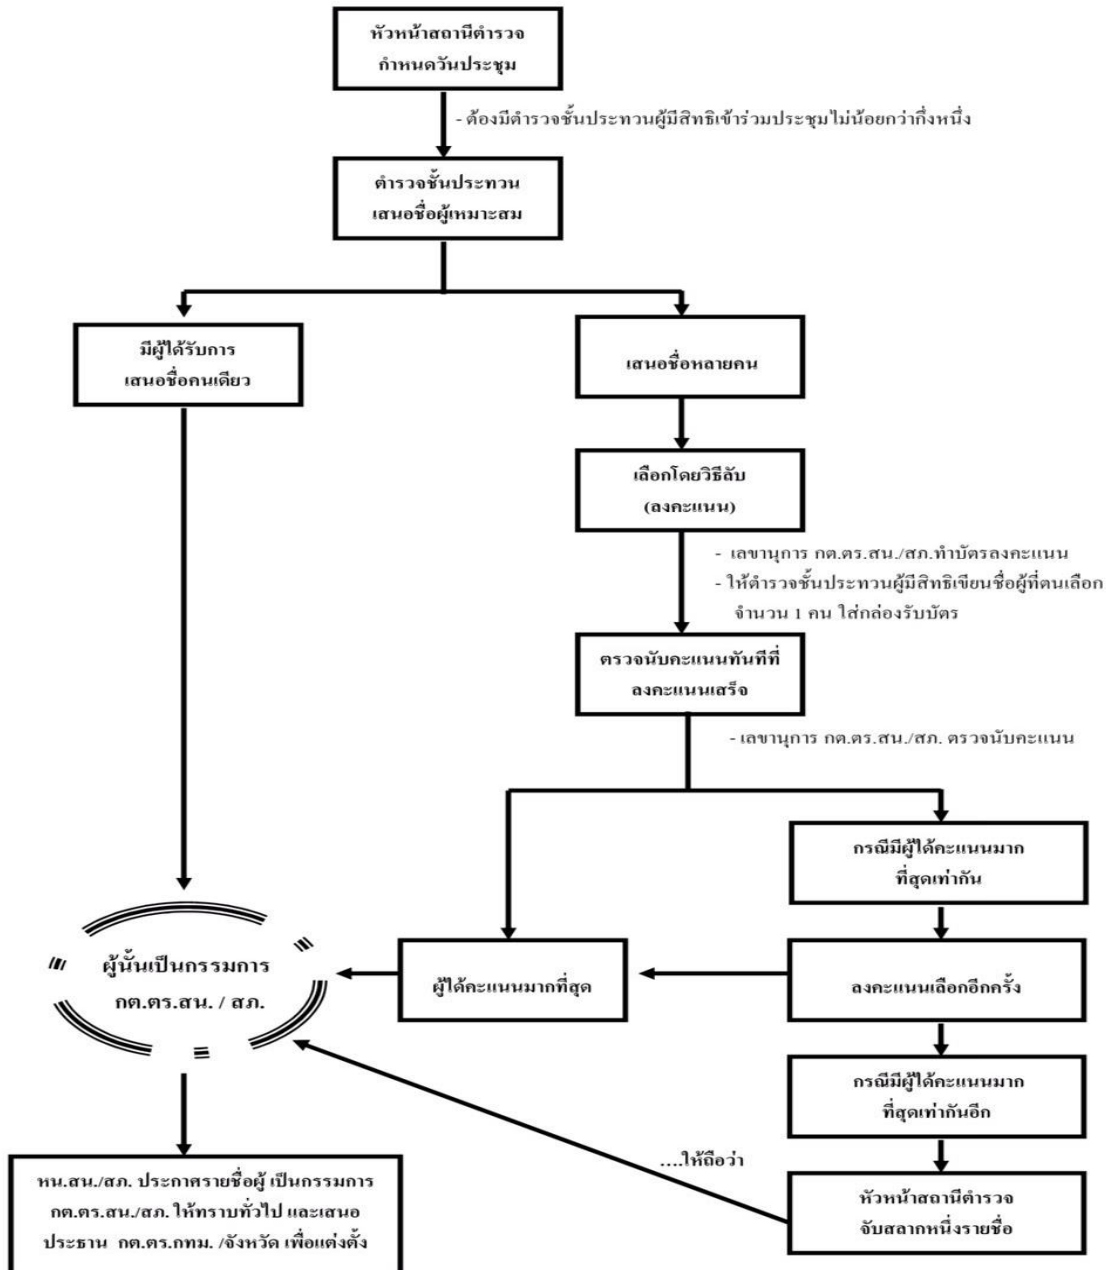 หัวหน้าสถานีตำรวจ
กำหนดวันประชุม
- ต้องมีตำรวจชั้นประทวนผู้มีสิทธิเข้าร่วมประชุมไม่น้อยกว่ากึ่งหนึ่ง
ตำรวจชั้นประทวน
เสนอชื่อผู้เหมาะสม
มีผู้ได้รับการ
เสนอชื่อคนเดียว
เสนอชื่อหลายคน
เลือกโดยวิธีลับ
(ลงคะแนน)
- เลขานุการ กต.ตร.สน./สภ.ทำบัตรลงคะแนน
- ให้ตำรวจชั้นประทวนผู้มีสิทธิเขียนชื่อผู้ที่ตนเลือก
จำนวน 1 คน ใส่กล่องรับบัตร
ตรวจนับคะแนนทันทีที่
ลงคะแนนเสร็จ
- เลขานุการ กต.ตร.สน./สภ. ตรวจนับคะแนน
กรณีมีผู้ได้คะแนนมาก
ที่สุดเท่ากัน
ผู้นั้นเป็นกรรมการ
กต.ตร.สน. / สภ.
ผู้ได้คะแนนมากที่สุด
ลงคะแนนเลือกอีกครั้ง
กรณีมีผู้ได้คะแนนมาก
ที่สุดเท่ากันอีก
....ให้ถือว่า
หัวหน้าสถานีตำรวจ
จับสลากหนึ่งรายชื่อ
หน.สน./สภ. ประกาศรายชื่อผู้ เป็นกรรมการ
กต.ตร.สน./สภ. ให้ทราบทั่วไป และเสนอ
ประธาน กต.ตร.กทม. /จังหวัด เพื่อแต่งตั้ง